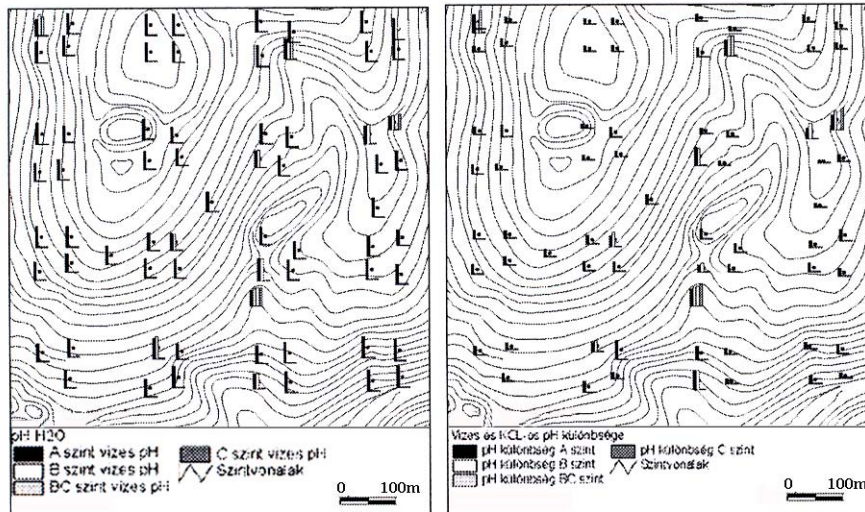 pH H2O
A szint vizes pH
B szint vizes pH
BC szint vizes pH
C szint vizes pH
Szintvonalak
0 100m
Vizes és KCL-os pH különbsége
pH különbség A szint
pH különbség B szint
pH különbség BC szint
pH különbség C szint
Szintvonalak
0 100m